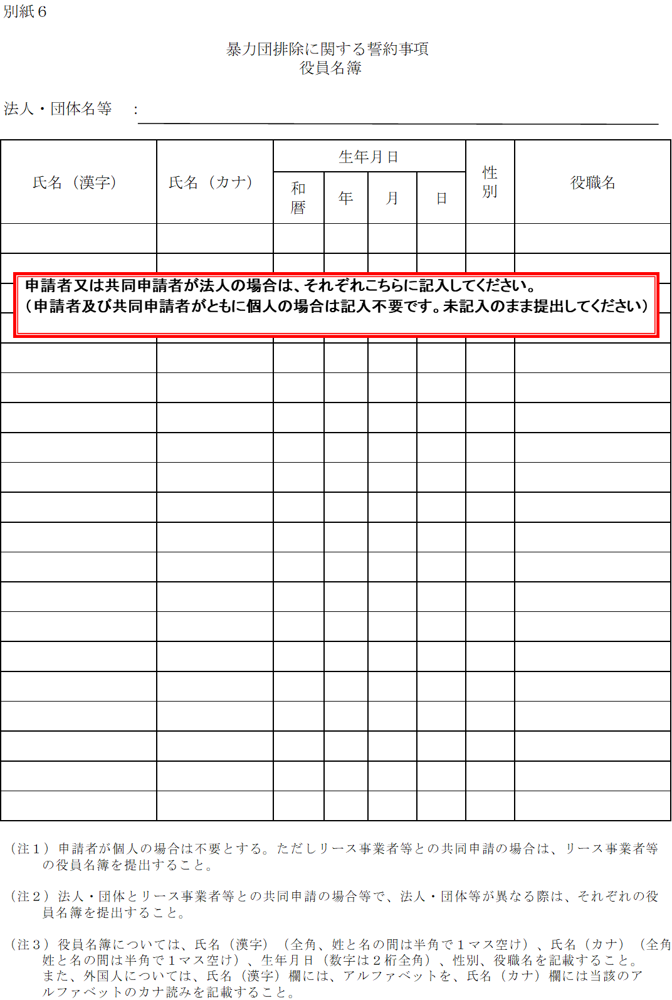 別紙６
暴力団排除に関する誓約事項
役員名簿
法人・団体名等　：
氏名（漢字）
氏名（カナ）
生年月日
和暦
年
月
日
性別
役職名
申請者又は共同申請者が法人の場合は、それぞれこちらに記入してください。
（申請者及び共同申請者がともに個人の場合は記入不要です。未記入のまま提出してください）
（注１）申請者が個人の場合は不要とする。ただしリース事業者等との共同申請の場合は、リース事業者等
の役員名簿を提出すること。
（注２）法人・団体とリース事業者等との共同申請の場合等で、法人・団体等が異なる際は、それぞれの役
員名簿を提出すること。
（注３）役員名簿については、氏名（漢字）（全角、姓と名の間は半角で１マス空け）、氏名（カナ）（全角
姓と名の間は半角で１マス空け）、生年月日（数字は２桁全角）、性別、役職名を記載すること。
また、外国人については、氏名（漢字）欄には、アルファベットを、氏名（カナ）欄には当該のア
ルファベットのカナ読みを記載すること。